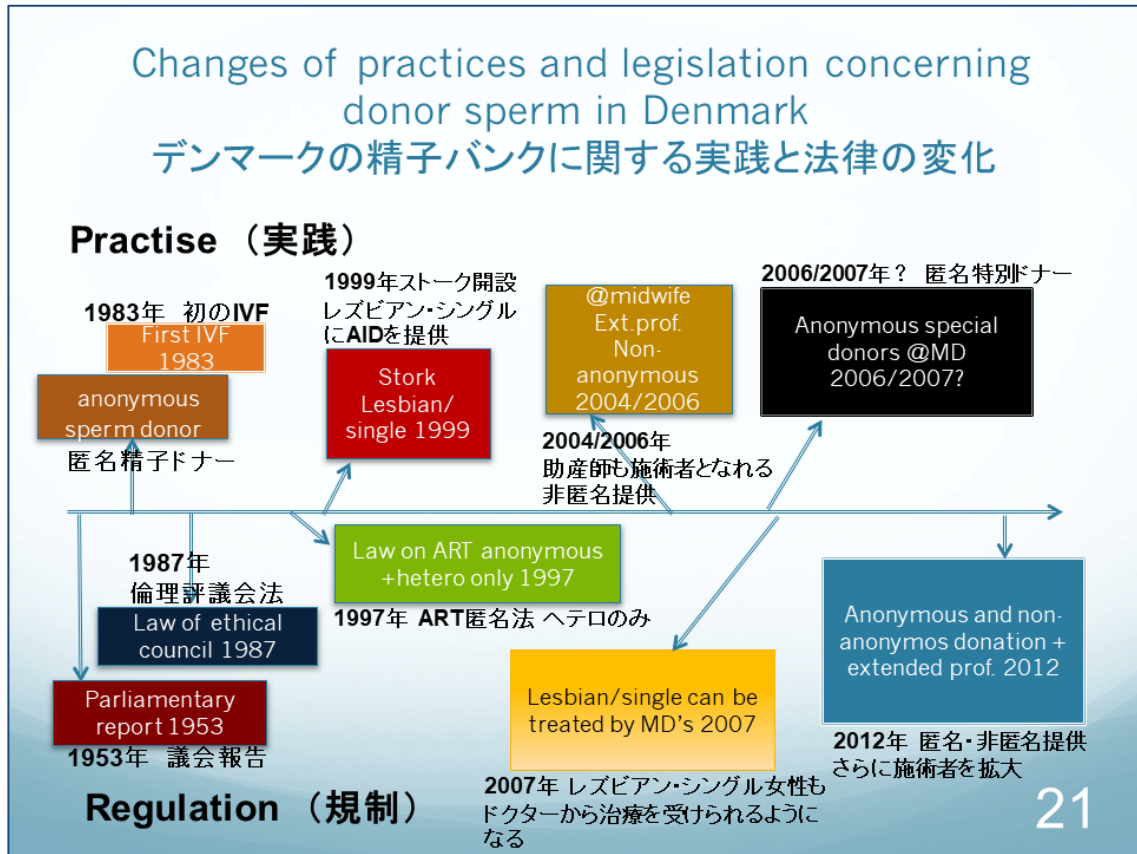 Changes of practices and legislation concerning
donor sperm in Denmark
デンマークの精子バンクに関する実践と法律の変化
Practise （実践）
1983年 初のIVF
First IVF
1983
anonymous
sperm donor
匿名精子ドナー
1999年ストーク開設
レズビアン・シングル
にAIDを提供
Stork
Lesbian/
single 1999
@midwife
Ext.prof.
Non-
anonymous
2004/2006
2004/2006年
助産師も施術者となれる
非匿名提供
2006/2007年？ 匿名特別ドナー
Anonymous special
donors @MD
2006/2007?
1987年
倫理評議会法
Law of ethical
council 1987
Parliamentary
report 1953
1953年 議会報告
Law on ART anonymous
+hetero only 1997
1997年 ART匿名法 ヘテロのみ
Lesbian/single can be
treated by MD's 2007
2007年 レズビアン・シングル女性も
ドクターから治療を受けられるように
なる
Anonymous and non-
anonymos donation +
extended prof. 2012
2012年 匿名・非匿名提供
さらに施術者を拡大
Regulation （規制）
21